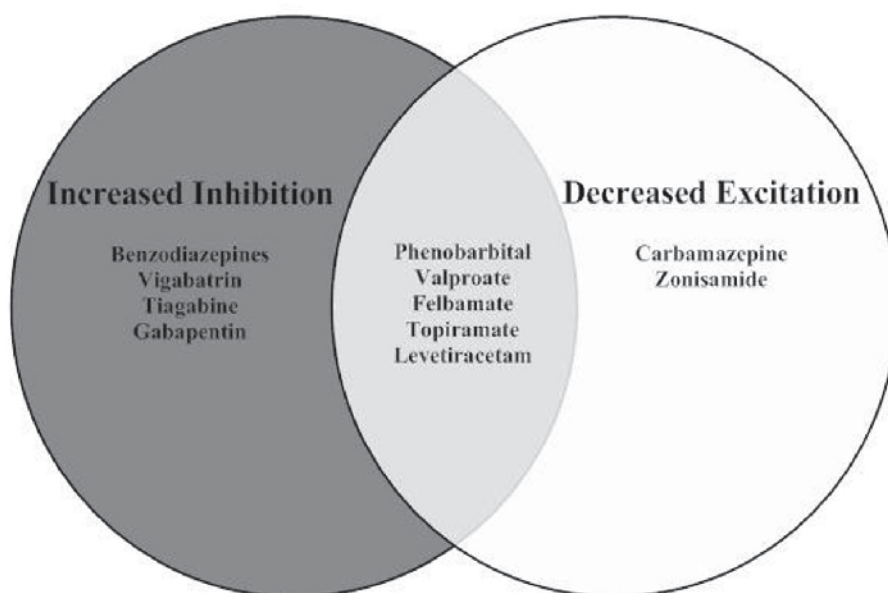 Increased Inhibition
Benzodiazepines
Vigabatrin
Tiagabine
Gabapentin
Phenobarbital
Valproate
Felbamate
Topiramate
Levetiracetam
Decreased Excitation
Carbamazepine
Zonisamide